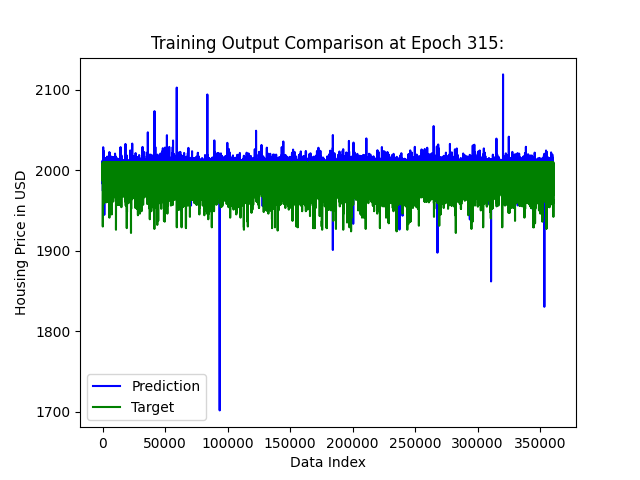 Training Output Comparison at Epoch 315:
2100
2000
1900
1800
1700
Housing Price in USD
Prediction
Target
0 50000 100000 150000 200000 250000 300000 350000
Data Index